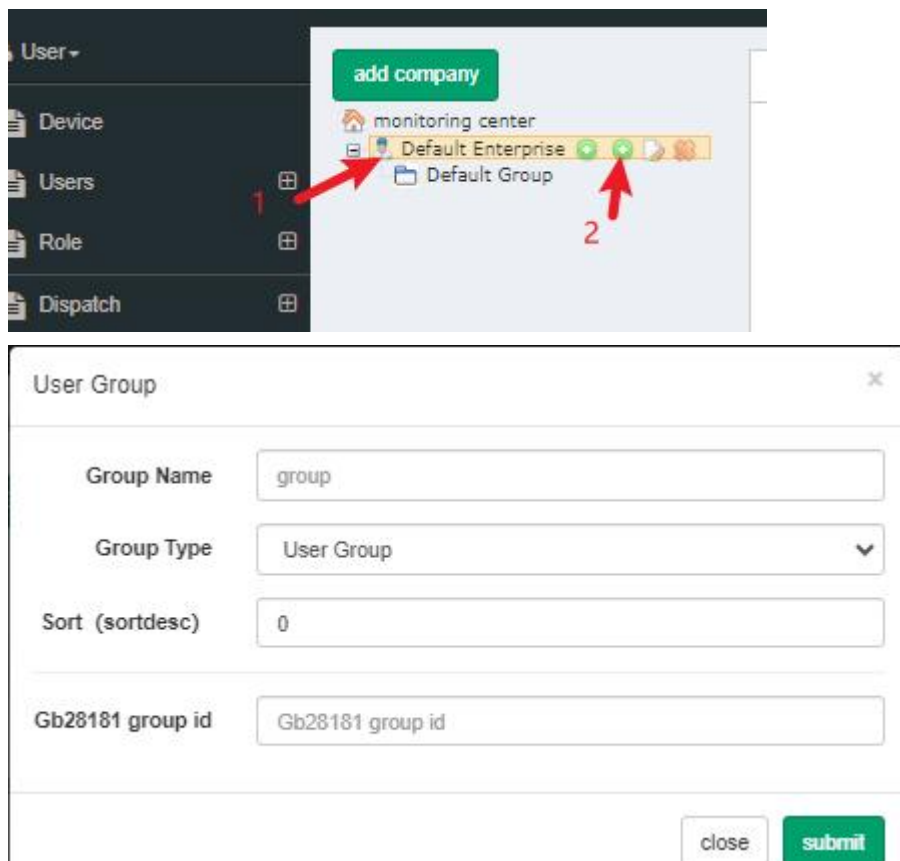 User
add company
Device
monitoring center
Default Enterprise
Users
Default Group
1
2
Role
Dispatch
User Group
×
Group Name
group
Group Type
User Group
Sort (sortdesc)
0
Gb28181 group id
Gb28181 group id
close
submit